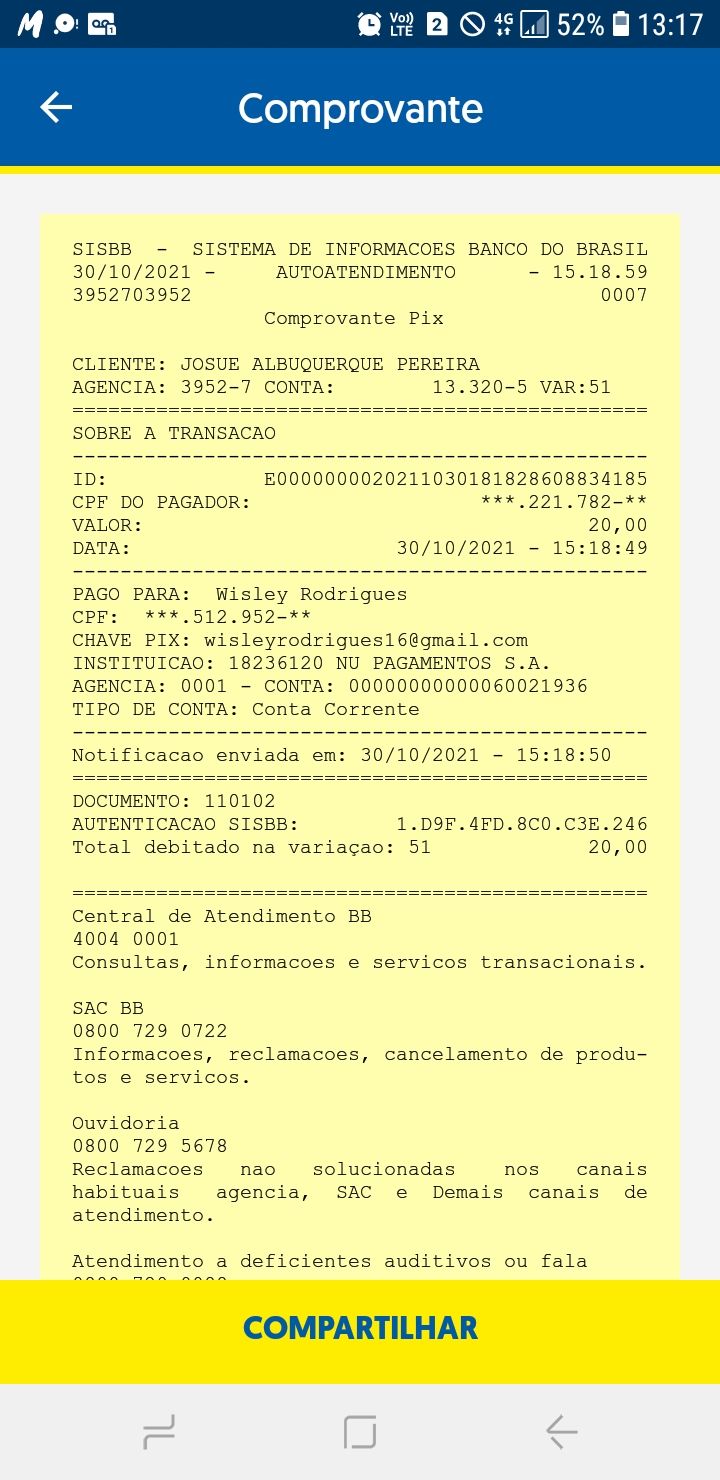 Vo)) LTE 2 4G 52% 13:17
Comprovante
SISBB - SISTEMA DE INFORMACOES BANCO DO BRASIL
30/10/2021 - AUTOATENDIMENTO - 15.18.59
3952703952 0007
Comprovante Pix
CLIENTE: JOSUE ALBUQUERQUE PEREIRA
AGENCIA: 3952-7 CONTA: 13.320-5 VAR:51
================================================
SOBRE A TRANSACAO
------------------------------------------------
ID: E0000000020211030181828608834185
CPF DO PAGADOR: ***.221.782-**
VALOR: 20,00
DATA: 30/10/2021 - 15:18:49
------------------------------------------------
PAGO PARA: Wisley Rodrigues
CPF: ***.512.952-**
CHAVE PIX: wisleyrodrigues16@gmail.com
INSTITUICAO: 18236120 NU PAGAMENTOS S.A.
AGENCIA: 0001 - CONTA: 00000000000060021936
TIPO DE CONTA: Conta Corrente
------------------------------------------------
Notificacao enviada em: 30/10/2021 - 15:18:50
================================================
DOCUMENTO: 110102
AUTENTICACAO SISBB: 1.D9F.4FD.8C0.C3E.246
Total debitado na variaçao: 51 20,00
================================================
Central de Atendimento BB
4004 0001
Consultas, informacoes e servicos transacionais.
SAC BB
0800 729 0722
Informacoes, reclamacoes, cancelamento de produ-
tos e servicos.
Ouvidoria
0800 729 5678
Reclamacoes nao solucionadas nos canais
habituais agencia, SAC e Demais canais de
atendimento.
Atendimento a deficientes auditivos ou fala
COMPARTILHAR